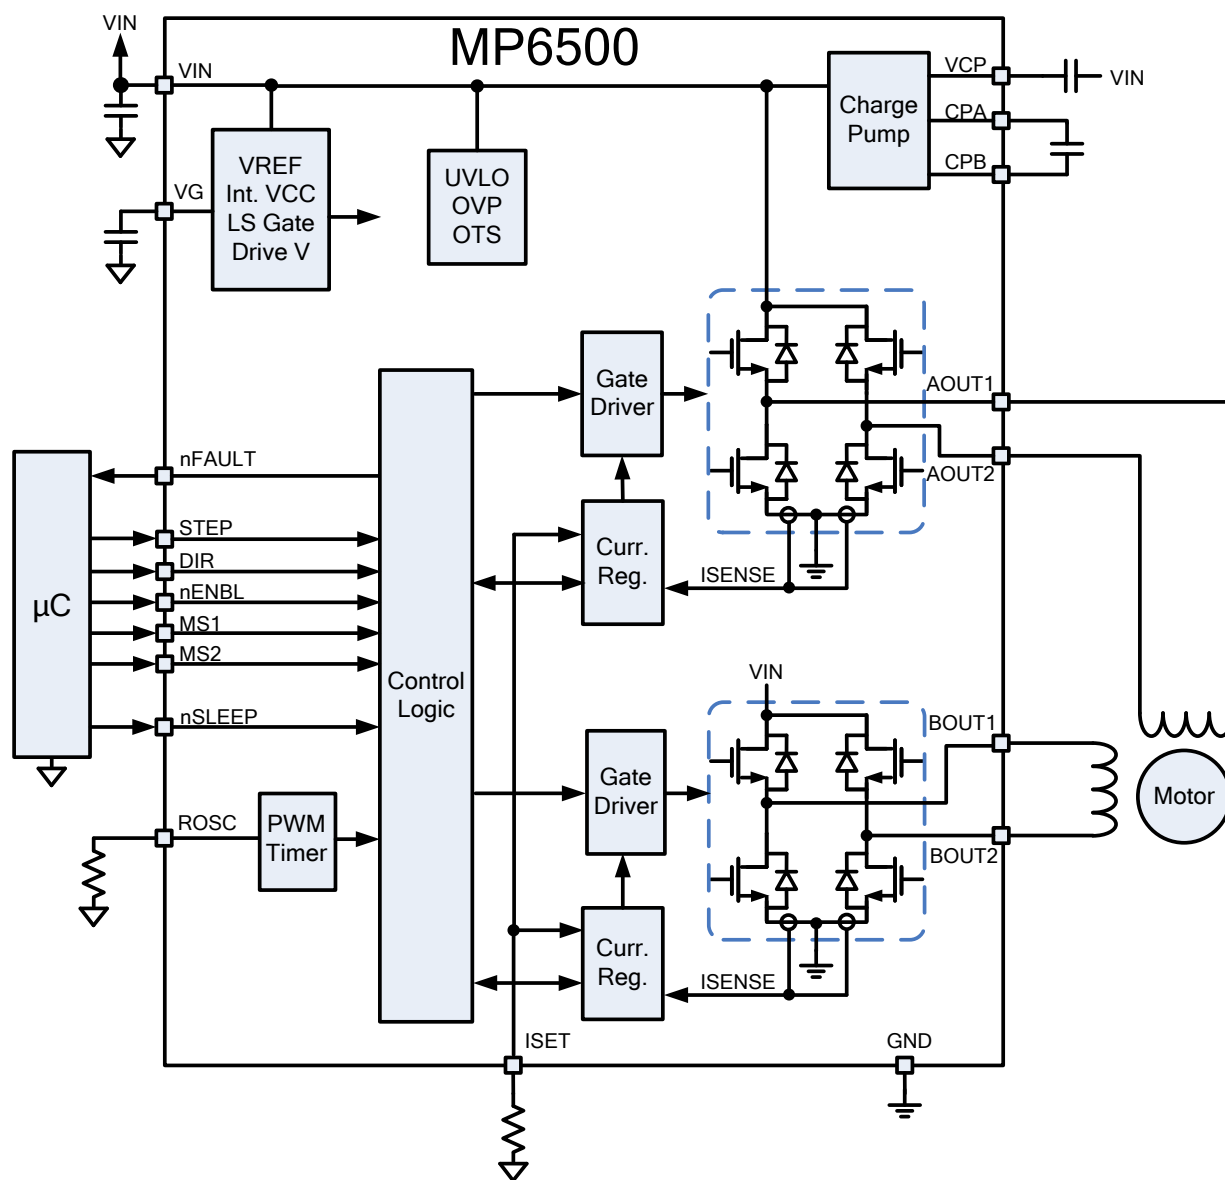 MP6500
VIN
VIN
VCP
VIN
CPA
CPB
Charge
Pump
VG
VREF
Int. VCC
LS Gate
Drive V
UVLO
OVP
OTS
Gate
Driver
AOUT1
AOUT2
nFAULT
STEP
DIR
nENBL
MS1
MS2
nSLEEP
µC
Control
Logic
Curr.
Reg.
ISENSE
VIN
BOUT1
BOUT2
Motor
Gate
Driver
ROSC
PWM
Timer
Curr.
Reg.
ISENSE
ISET
GND